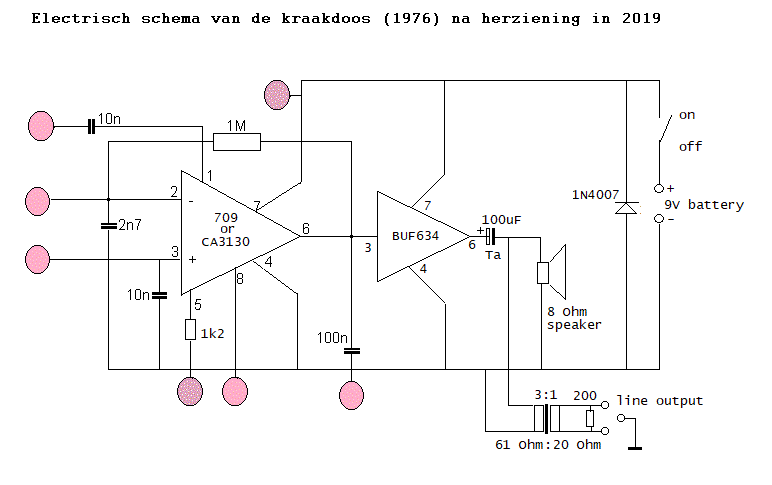 Electrisch schema van de kraakdoos (1976) na herziening in 2019
10n
1M
on
off
1
2
-
7
709
or
CA3130
6
2n7
3
+
10n
8
4
5
1k2
100n
3
BUF634
7
4
6
+
100uF
Ta
1N4007
+
9V battery
-
8 Ohm
speaker
3:1
200
line output
61 Ohm:20 Ohm